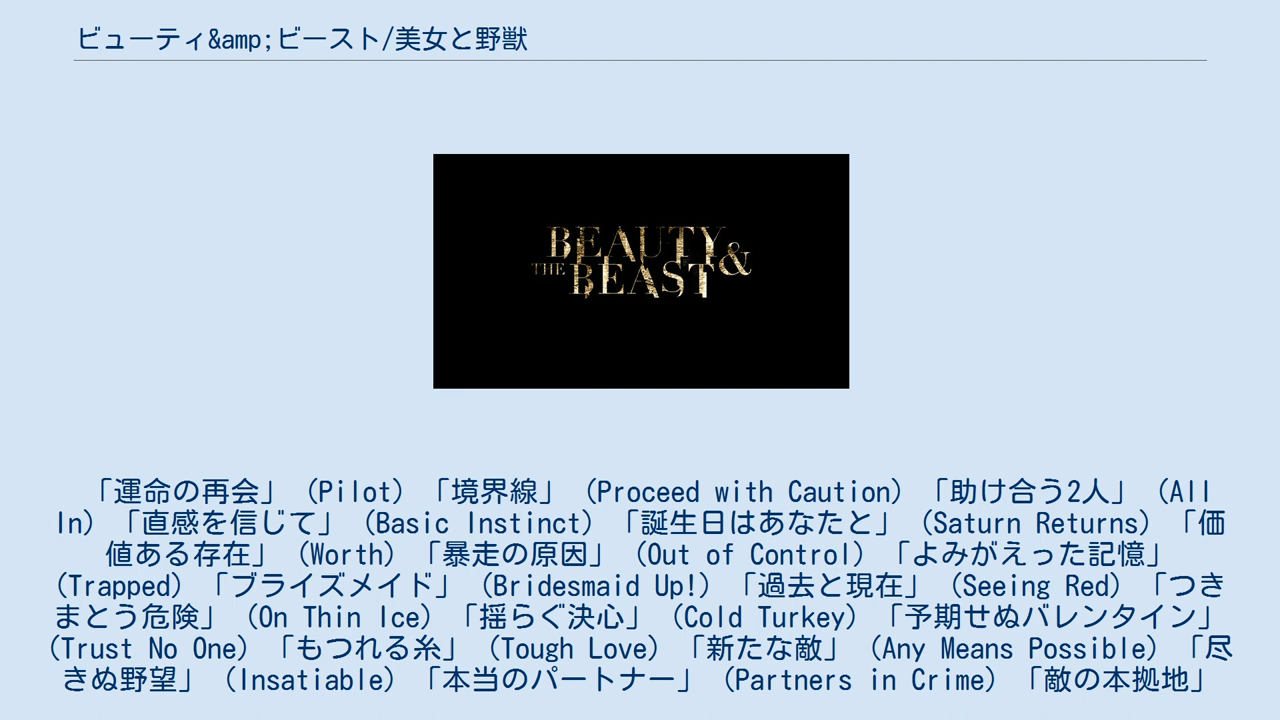 ビューティ&amp;ビースト/美女と野獣
BEAUTY &
THE BEAST
「運命の再会」（Pilot）「境界線」（Proceed with Caution）「助け合う2人」（All
In）「直感を信じて」（Basic Instinct）「誕生日はあなたと」（Saturn Returns）「価
値ある存在」（Worth）「暴走の原因」（Out of Control）「よみがえった記憶」
（Trapped）「ブライズメイド」（Bridesmaid Up!）「過去と現在」（Seeing Red）「つき
まとう危険」（On Thin Ice）「揺らぐ決心」（Cold Turkey）「予期せぬバレンタイン」
（Trust No One）「もつれる糸」（Tough Love）「新たな敵」（Any Means Possible）「尽
きぬ野望」（Insatiable）「本当のパートナー」（Partners in Crime）「敵の本拠地」